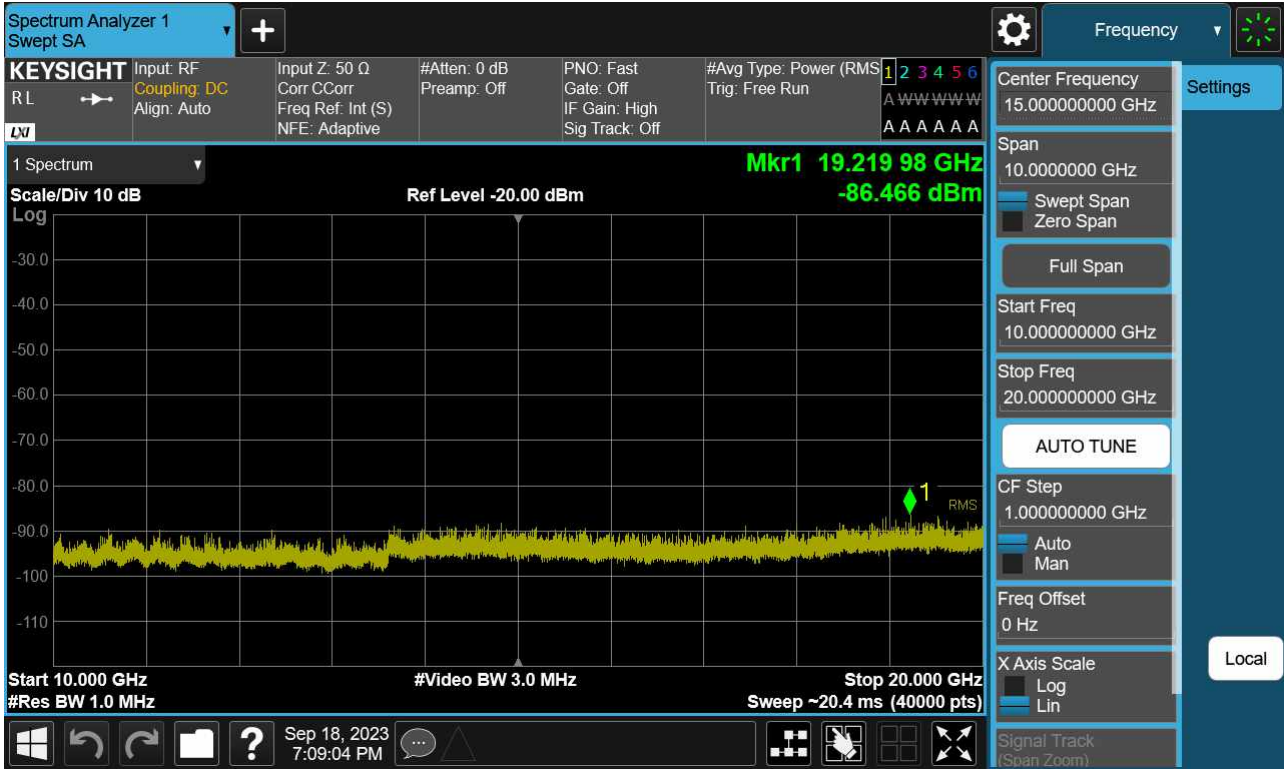 Spectrum Analyzer 1
Swept SA
Frequency
KEYSIGHT
R L
LXI
Input: RF
Coupling: DC
Align: Auto
Input Z: 50 Ω
Corr CCorr
Freq Ref: Int (S)
NFE: Adaptive
#Atten: 0 dB
Preamp: Off
PNO: Fast
Gate: Off
IF Gain: High
Sig Track: Off
#Avg Type: Power (RMS
Trig: Free Run
1 2 3 4 5 6
A W W W W W
A A A A A A
1 Spectrum
Mkr1 19.219 98 GHz
Scale/Div 10 dB
Ref Level -20.00 dBm
-86.466 dBm
Log
-30.0
-40.0
-50.0
-60.0
-70.0
-80.0
-90.0
-100
-110
1
RMS
Start 10.000 GHz
#Video BW 3.0 MHz
Stop 20.000 GHz
#Res BW 1.0 MHz
Sweep ~20.4 ms (40000 pts)
?
Sep 18, 2023
7:09:04 PM
Center Frequency
15.000000000 GHz
Span
10.0000000 GHz
Swept Span
Zero Span
Full Span
Start Freq
10.000000000 GHz
Stop Freq
20.000000000 GHz
AUTO TUNE
CF Step
1.000000000 GHz
Auto
Man
Freq Offset
0 Hz
X Axis Scale
Log
Lin
Signal Track
(Span Zoom)
Settings
Local